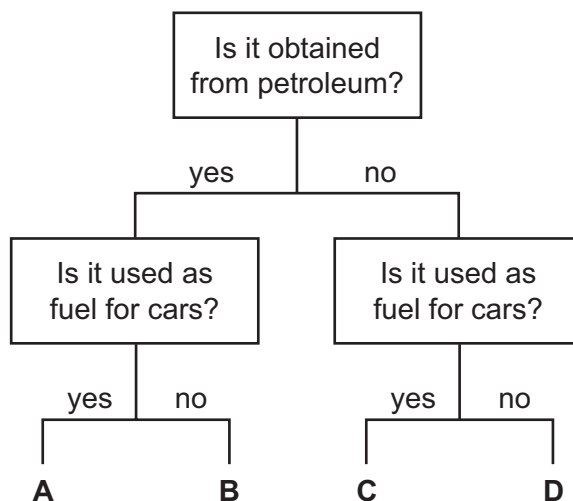 Is it obtained
from petroleum?
yes no
Is it used as
fuel for cars?
Is it used as
fuel for cars?
yes no
yes no
A B C D